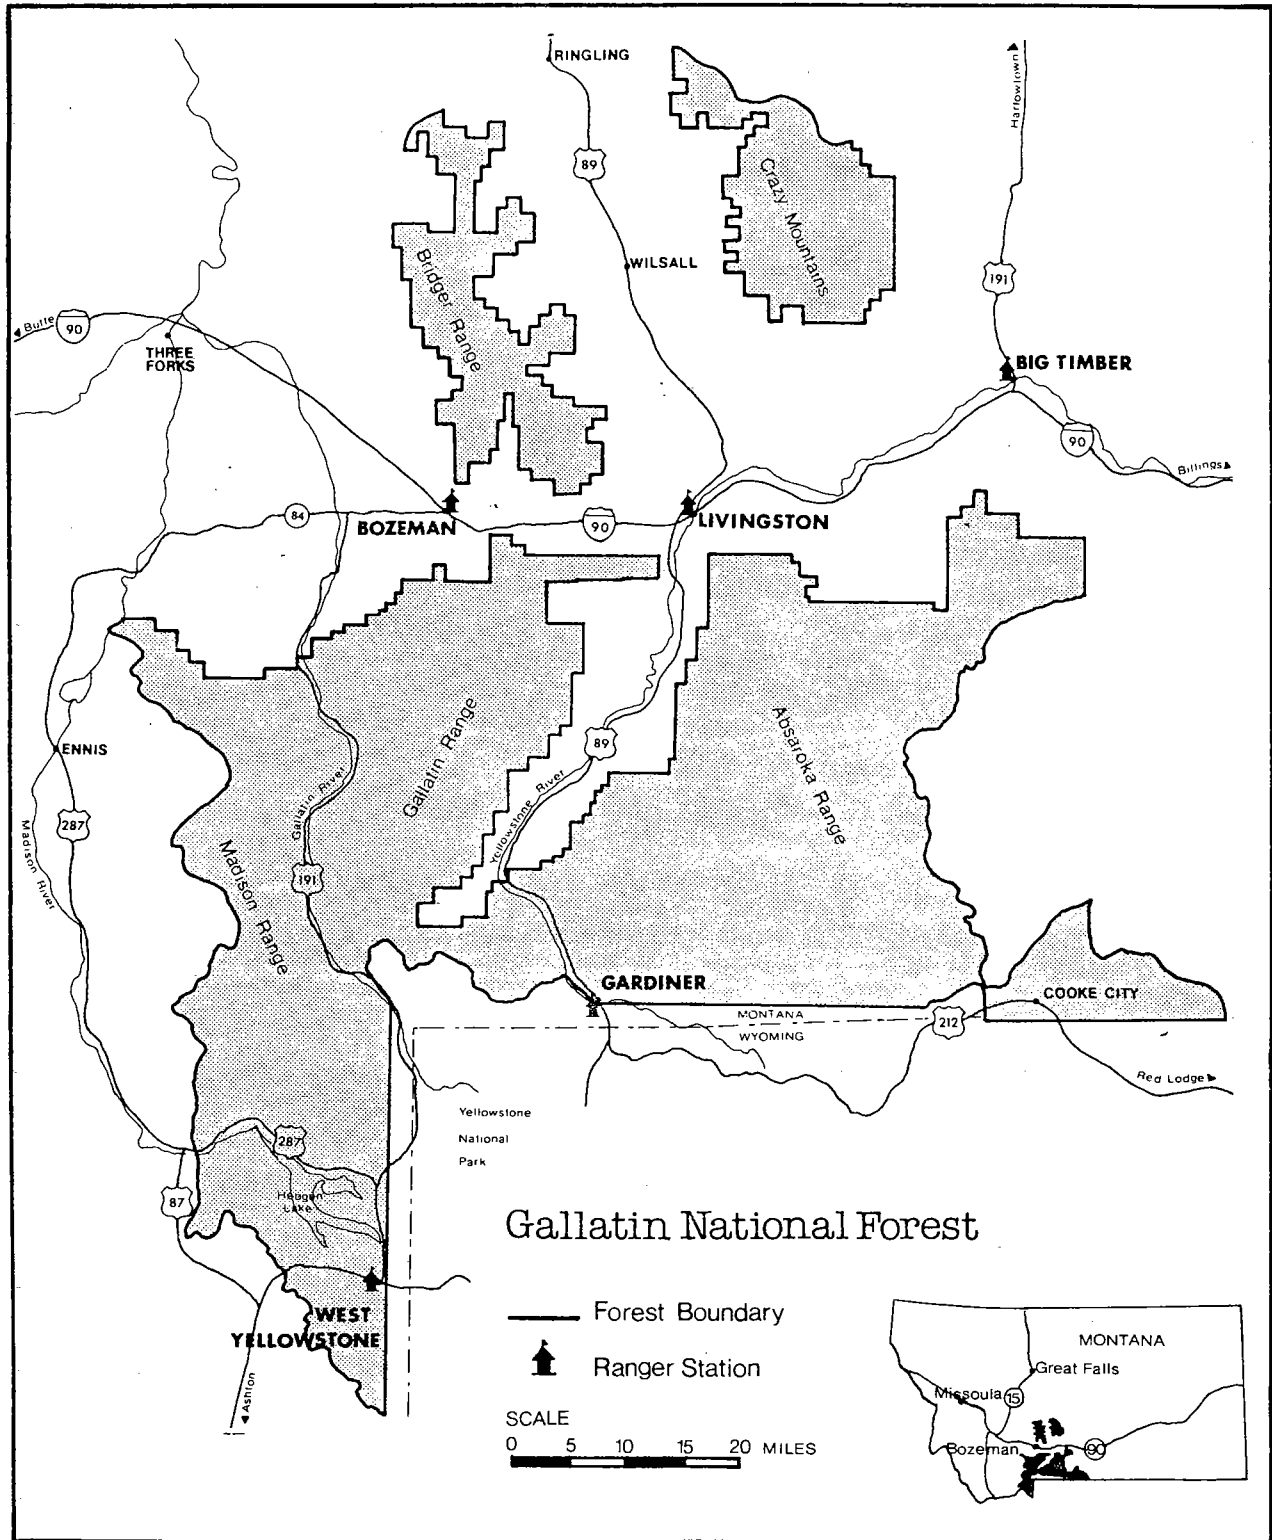 RINGLING
Harlowtown
89
Crazy Mountains
Bridger Range
WILSALL
191
Butte
90
THREE
FORKS
BIG TIMBER
90
Billings
84
BOZEMAN
90
LIVINGSTON
Gallatin Range
Absaroka Range
ENNIS
89
Gallatin River
Yellowstone River
287
Madison River
Madison Range
191
GARDINER
COOKE CITY
MONTANA
WYOMING
212
Red Lodge
Yellowstone
National
Park
287
87
Hebgen
Lake
Gallatin National Forest
WEST
YELLOWSTONE
Ashton
Forest Boundary
Ranger Station
SCALE
0 5 10 15 20 MILES
MONTANA
Great Falls
Missoula
15
Bozeman
90